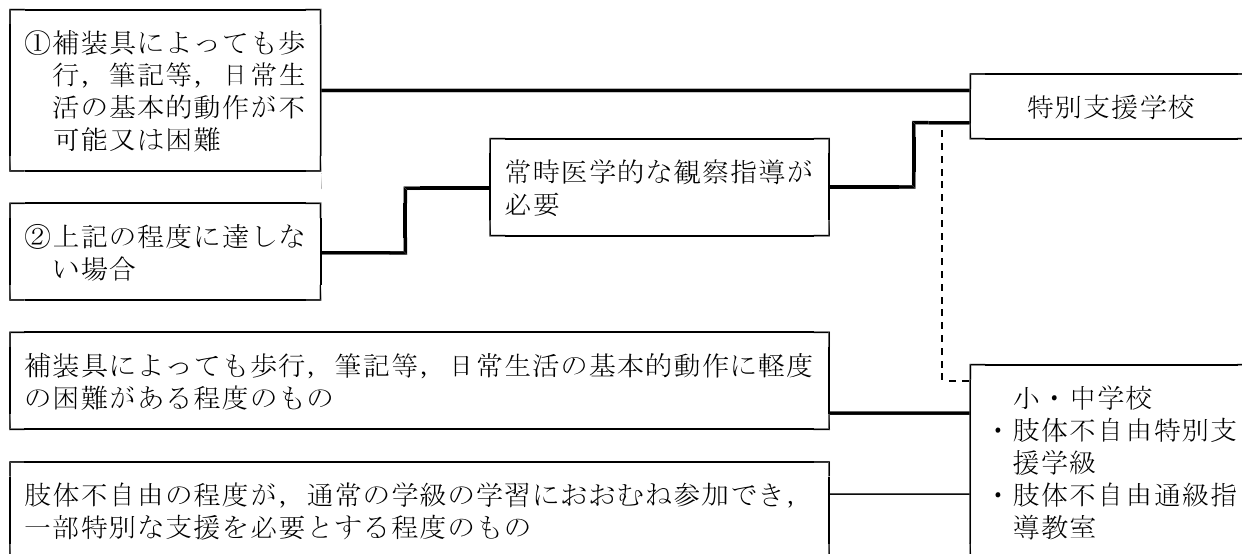 ①補装具によっても歩
行，筆記等，日常生
活の基本的動作が不
可能又は困難
特別支援学校
常時医学的な観察指導が
必要
②上記の程度に達しな
い場合
補装具によっても歩行，筆記等，日常生活の基本的動作に軽度
の困難がある程度のもの
小・中学校
・肢体不自由特別支
援学級
・肢体不自由通級指
導教室
肢体不自由の程度が，通常の学級の学習におおむね参加でき，
一部特別な支援を必要とする程度のもの